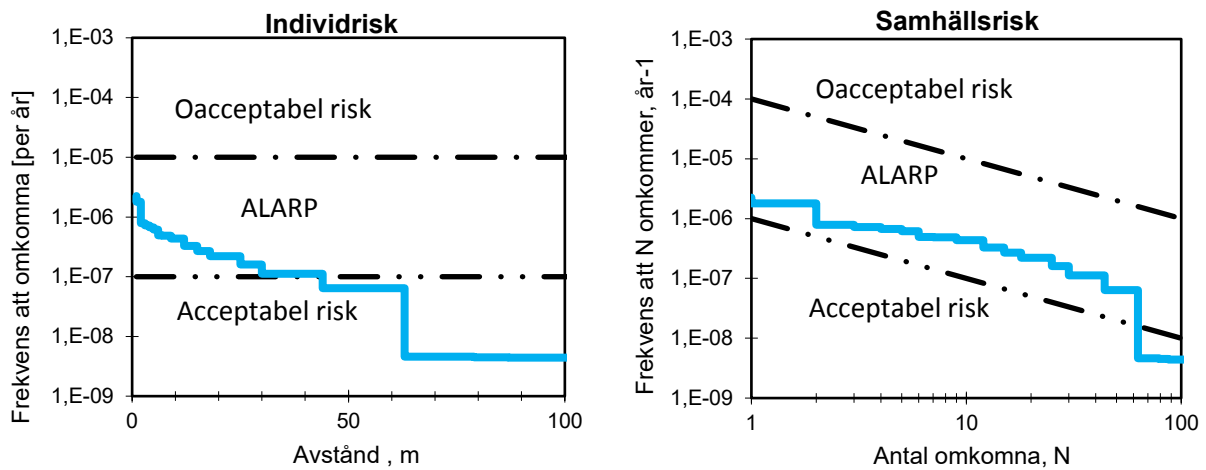 Individrisk
Frekvens att omkomma [per år]
1,E-03
1,E-04
1,E-05
1,E-06
1,E-07
1,E-08
1,E-09
Oacceptabel risk
ALARP
Acceptabel risk
0
50
100
Avstånd , m
Samhällsrisk
Frekvens att N omkommer, år-1
1,E-03
1,E-04
1,E-05
1,E-06
1,E-07
1,E-08
1,E-09
Oacceptabel risk
ALARP
Acceptabel risk
1
10
100
Antal omkomna, N